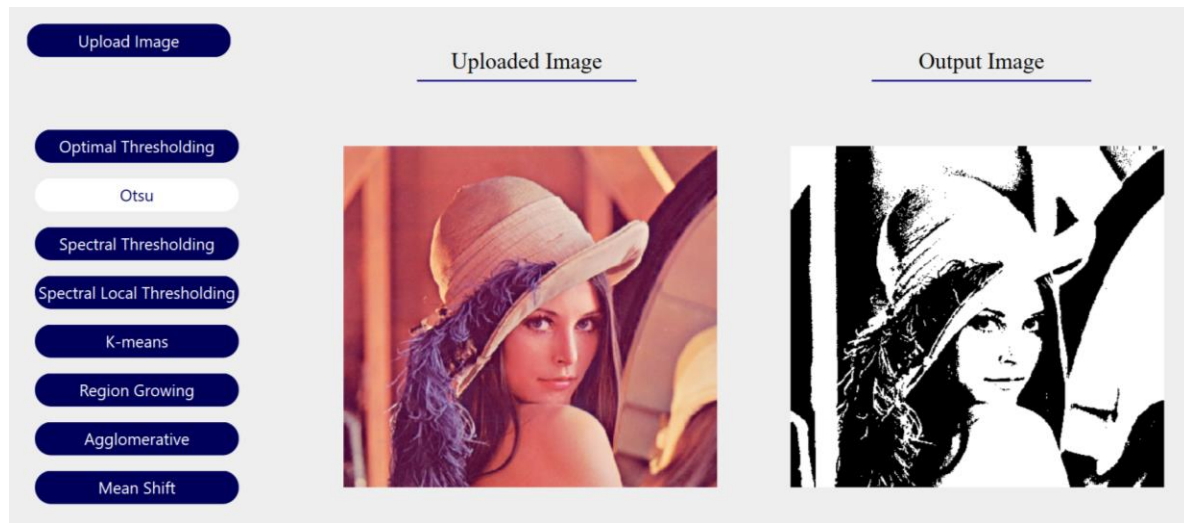 Upload Image
Uploaded Image
Output Image
Optimal Thresholding
Otsu
Spectral Thresholding
Spectral Local Thresholding
K-means
Region Growing
Agglomerative
Mean Shift